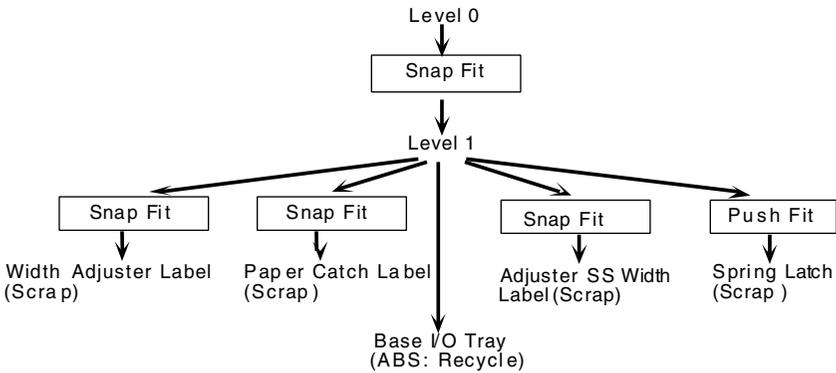 Level 0
Snap Fit
Level 1
Snap Fit
Snap Fit
Snap Fit
Push Fit
Width Adjuster Label
(Scrap)
Paper Catch Label
(Scrap)
Adjuster SS Width
Label (Scrap)
Spring Latch
(Scrap)
Base I/O Tray
(ABS: Recycle)